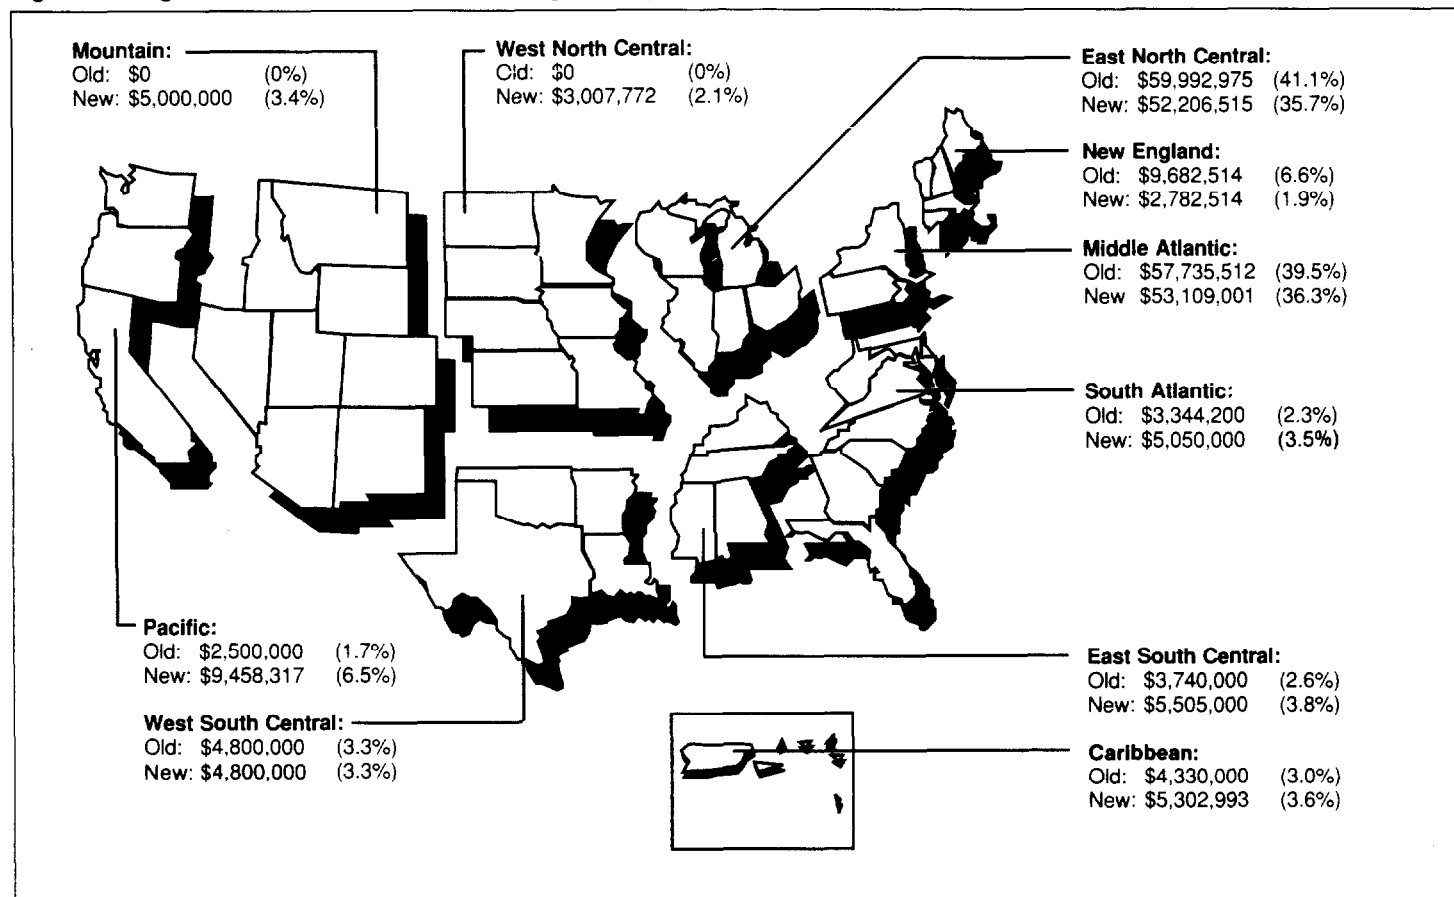 Mountain:
Old: $0 (0%)
New: $5,000,000 (3.4%)
West North Central:
Old: $0 (0%)
New: $3,007,772 (2.1%)
East North Central:
Old: $59,992,975 (41.1%)
New: $52,206,515 (35.7%)
New England:
Old: $9,682,514 (6.6%)
New: $2,782,514 (1.9%)
Middle Atlantic:
Old: $57,735,512 (39.5%)
New $53,109,001 (36.3%)
South Atlantic:
Old: $3,344,200 (2.3%)
New: $5,050,000 (3.5%)
Pacific:
Old: $2,500,000 (1.7%)
New: $9,458,317 (6.5%)
West South Central:
Old: $4,800,000 (3.3%)
New: $4,800,000 (3.3%)
East South Central:
Old: $3,740,000 (2.6%)
New: $5,505,000 (3.8%)
Caribbean:
Old: $4,330,000 (3.0%)
New: $5,302,993 (3.6%)